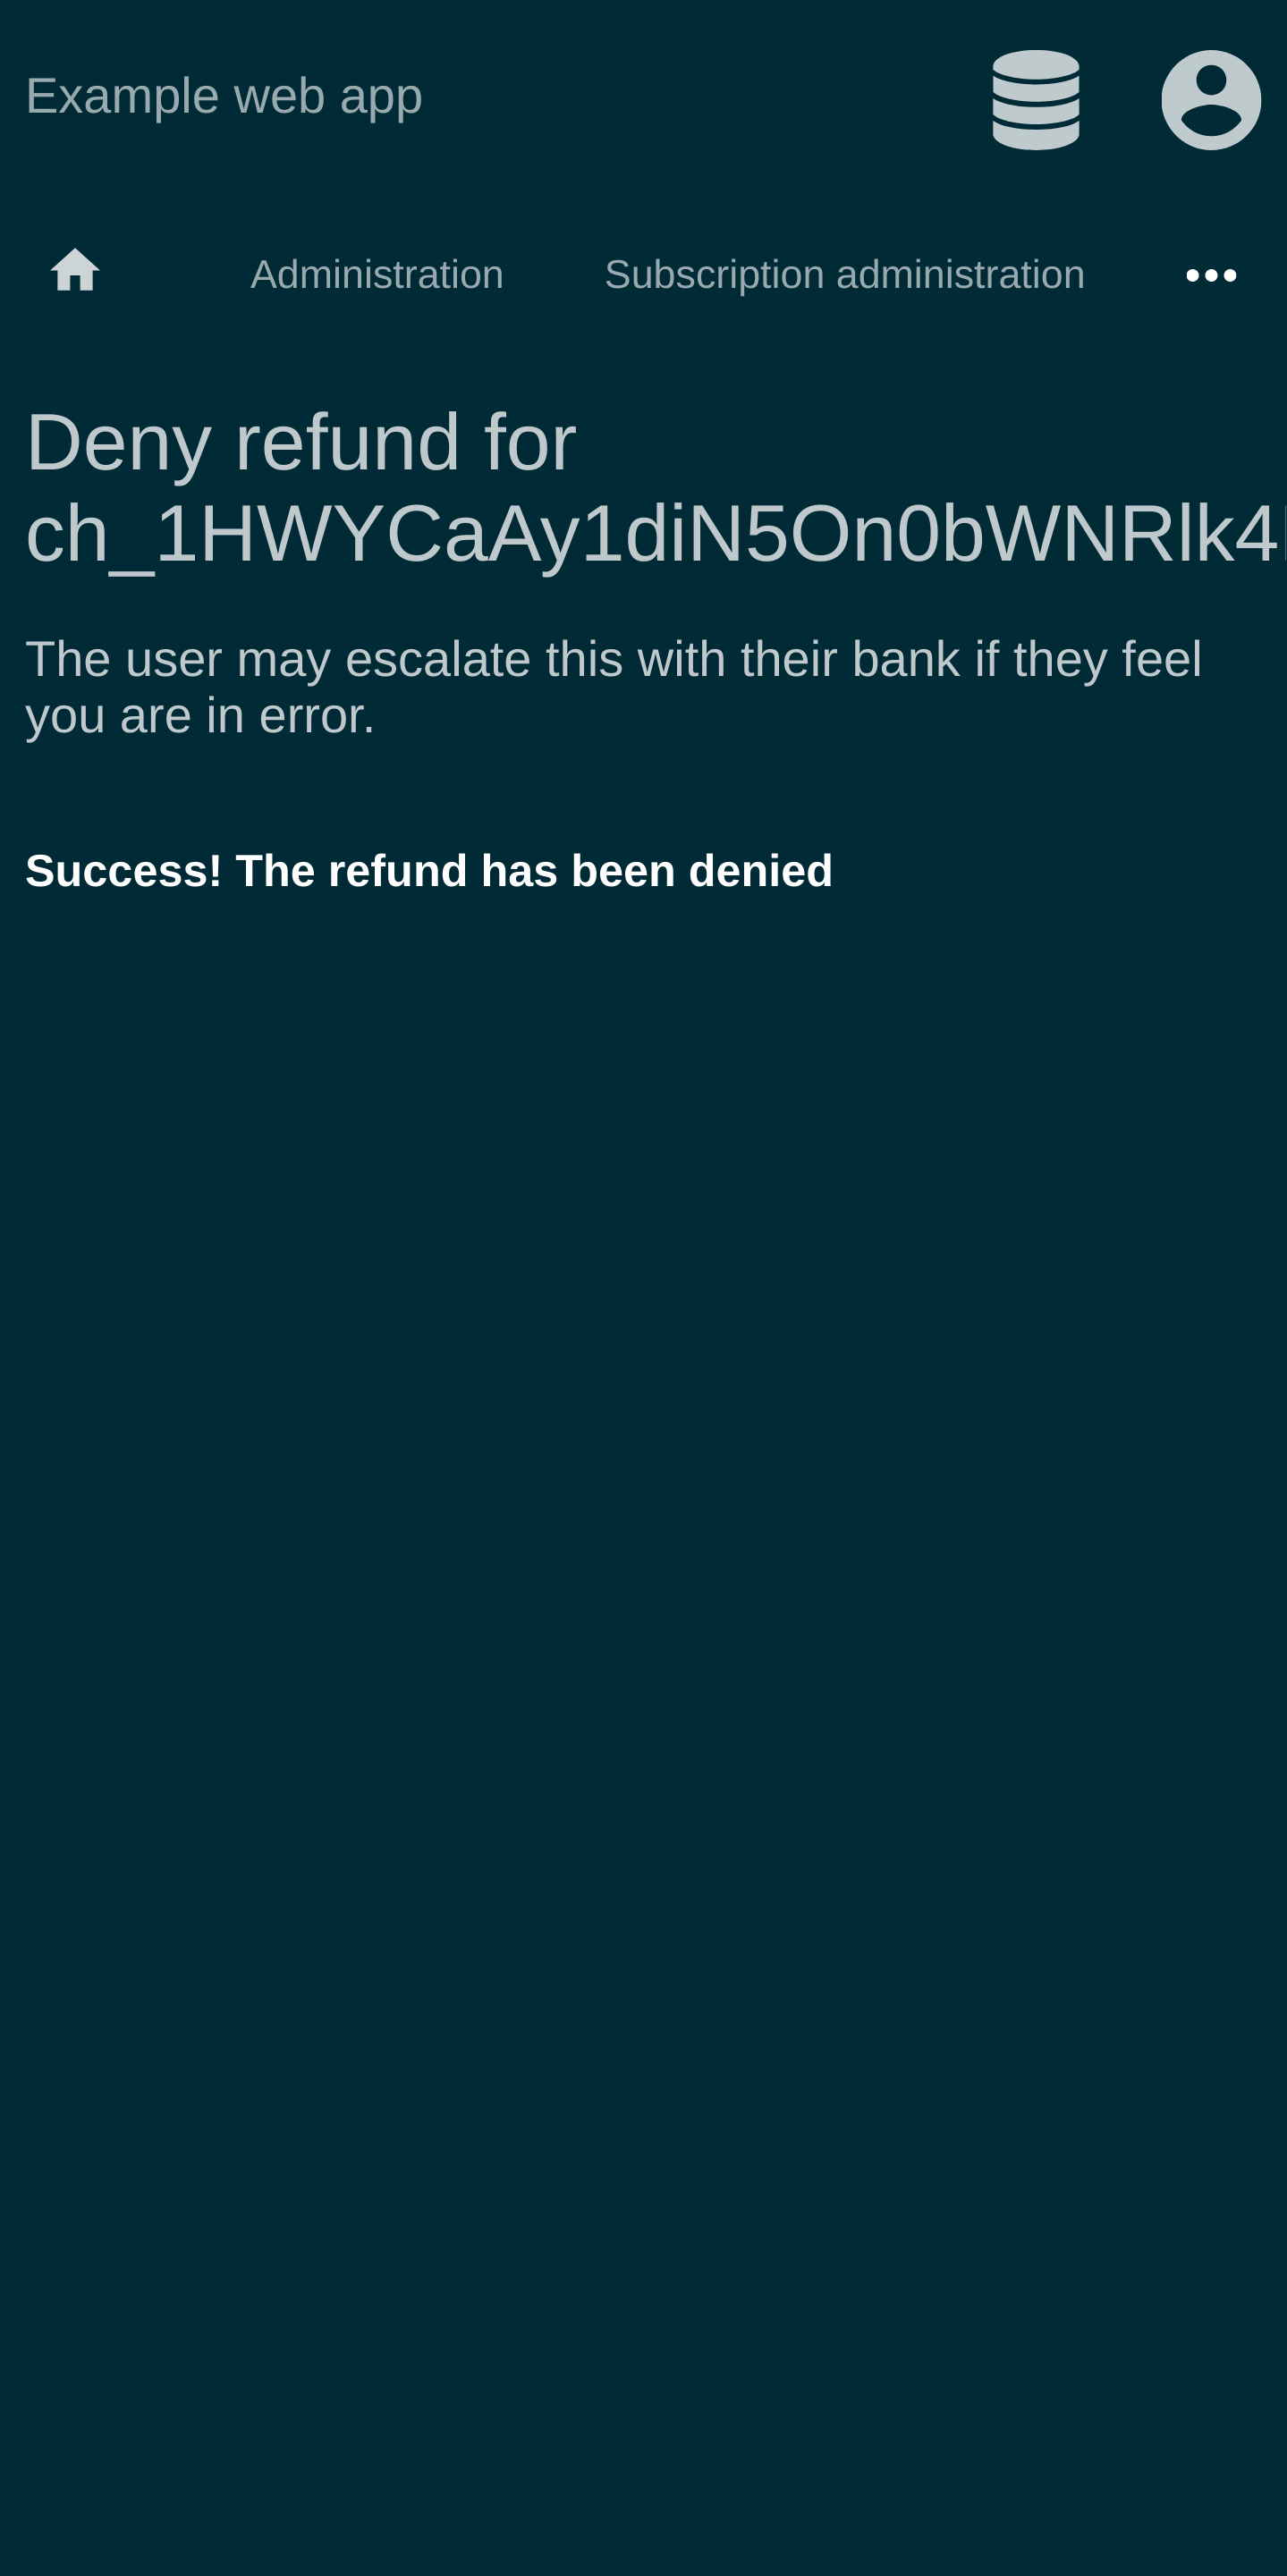 Example web app
Administration Subscription administration
Deny refund for
ch_1HWYCaAy1diN5On0bWNRlk4
The user may escalate this with their bank if they feel
you are in error.
Success! The refund has been denied